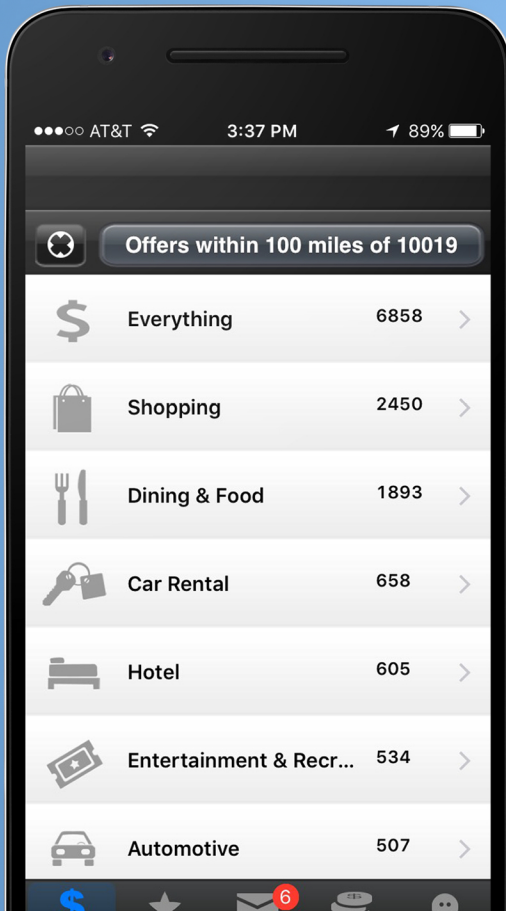 AT&T 3:37 PM 89%
Offers within 100 miles of 10019
Everything 6858
Shopping 2450
Dining & Food 1893
Car Rental 658
Hotel 605
Entertainment & Recr... 534
Automotive 507
$ 6